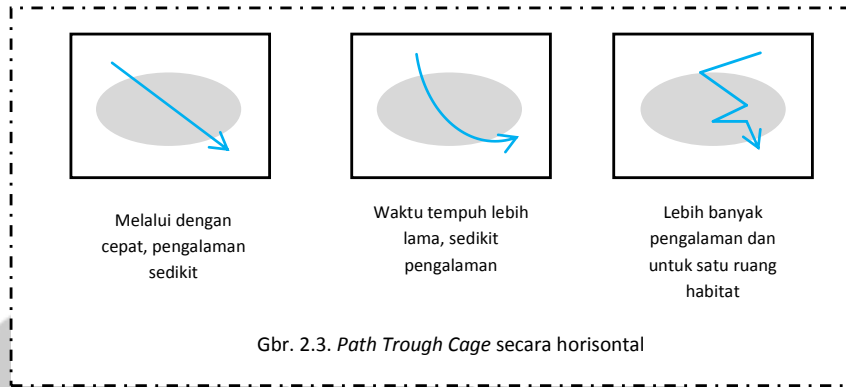 Melalui dengan
cepat, pengalaman
sedikit
Waktu tempuh lebih
lama, sedikit
pengalaman
Lebih banyak
pengalaman dan
untuk satu ruang
habitat
Gbr. 2.3. Path Trough Cage secara horisontal